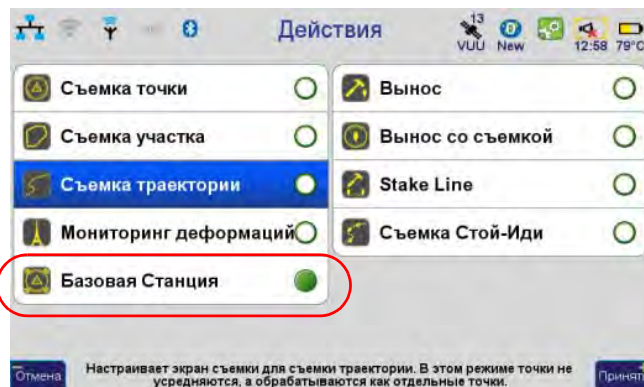 Действия
13
VUU
New
12:58
79°C
Съемка точки
Съемка участка
Съемка траектории
Мониторинг деформаций
Базовая Станция
Вынос
Вынос со съемкой
Stake Line
Съемка Стой-Иди
Отмена
Настраивает экран съемки для съемки траектории. В этом режиме точки не
усредняются, а обрабатываются как отдельные точки.